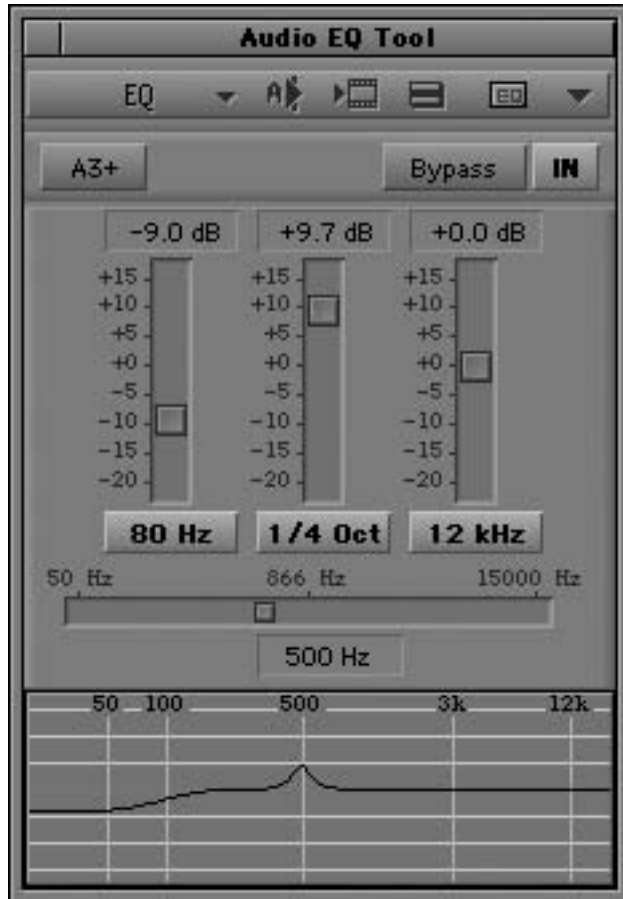 Audio EQ Tool
EQ A EQ
A3+ Bypass IN
-9.0 dB +9.7 dB +0.0 dB
+15 +15 +15
+10 +10 +10
+5 +5 +5
+0 +0 +0
-5 -5 -5
-10 -10 -10
-15 -15 -15
-20 -20 -20
80 Hz 1/4 Oct 12 kHz
50 Hz 866 Hz 15000 Hz
500 Hz
50 100 500 3k 12k